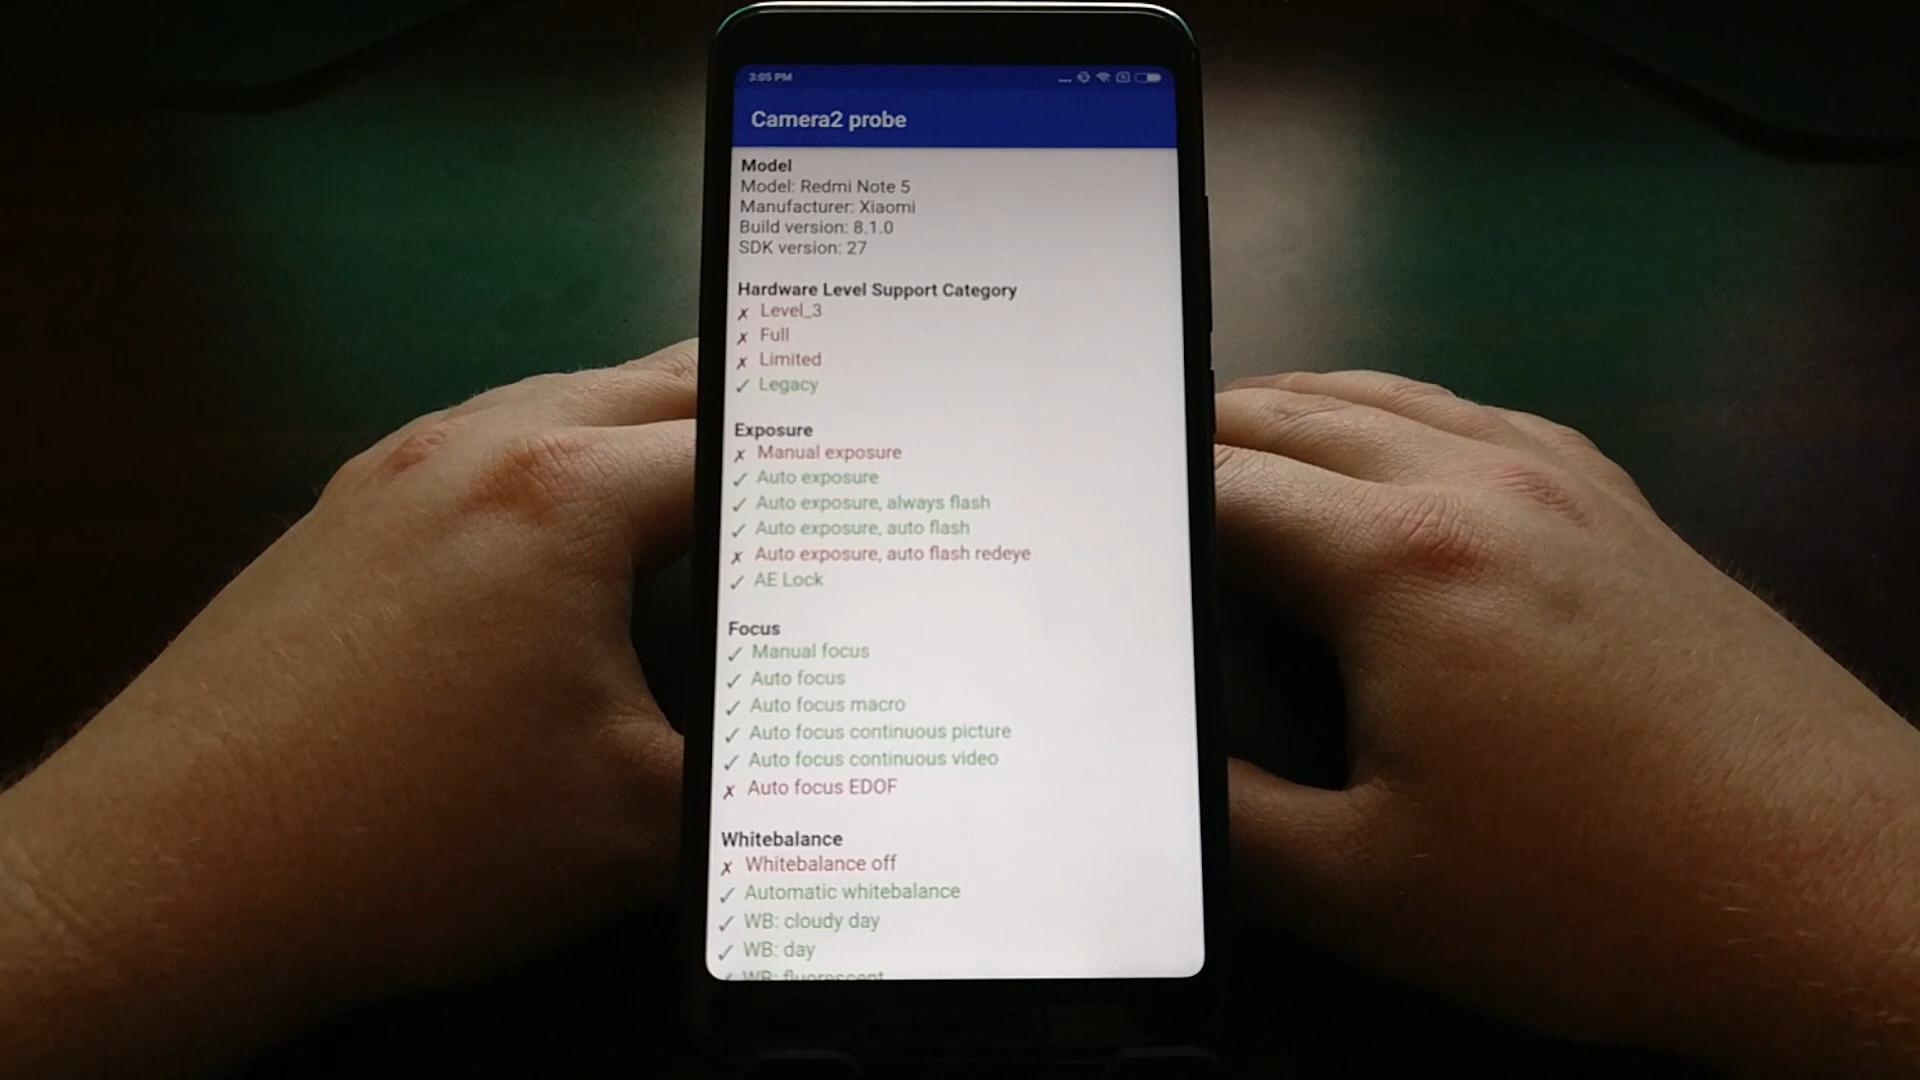 3:05 PM
Camera2 probe
Model
Model: Redmi Note 5
Manufacturer: Xiaomi
Build version: 8.1.0
SDK version: 27
Hardware Level Support Category
✗ Level_3
✗ Full
✗ Limited
✓ Legacy
Exposure
✗ Manual exposure
✓ Auto exposure
✓ Auto exposure, always flash
✓ Auto exposure, auto flash
✗ Auto exposure, auto flash redeye
✓ AE Lock
Focus
✓ Manual focus
✓ Auto focus
✓ Auto focus macro
✓ Auto focus continuous picture
✓ Auto focus continuous video
✗ Auto focus EDOF
Whitebalance
✗ Whitebalance off
✓ Automatic whitebalance
✓ WB: cloudy day
✓ WB: day
✓ WB: fluorescent